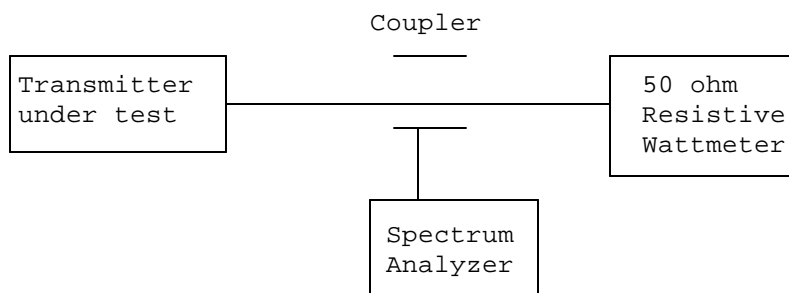 Coupler
Transmitter
under test
50 ohm
Resistive
Wattmeter
Spectrum
Analyzer